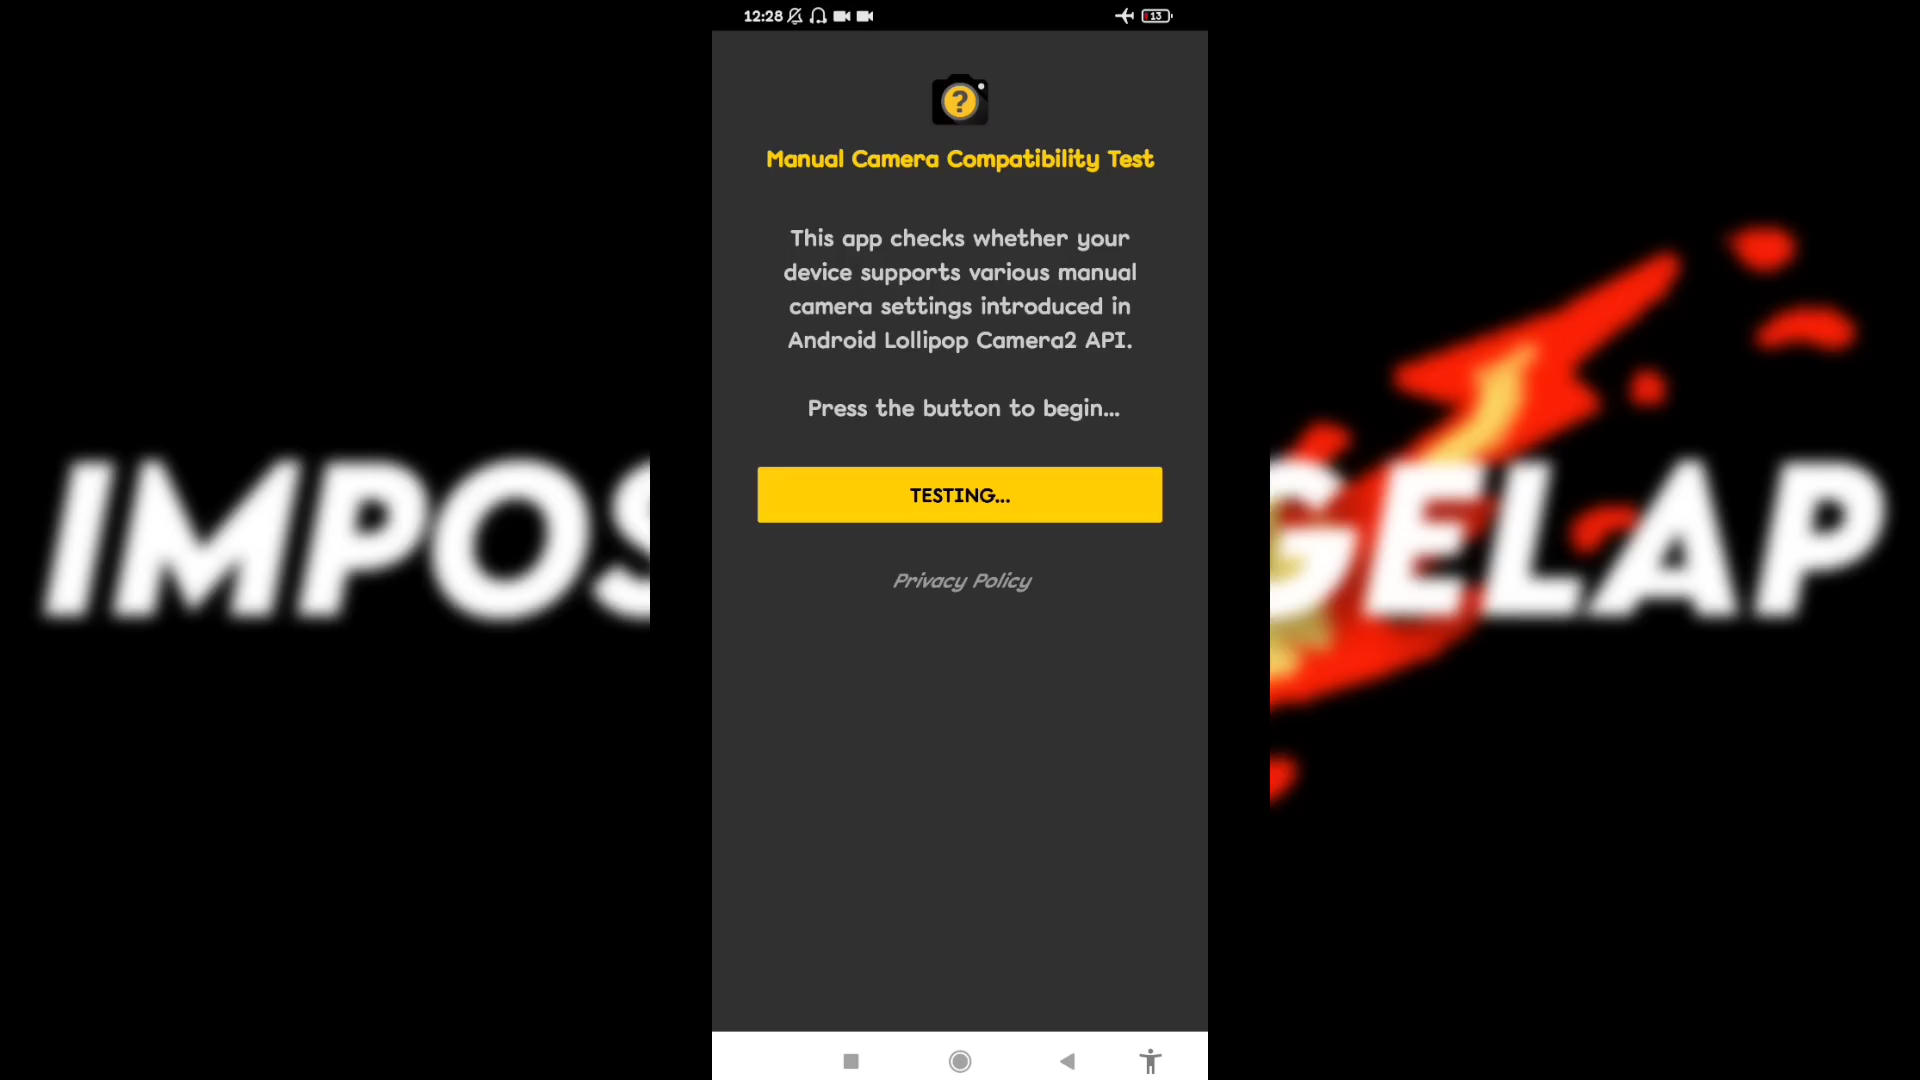 12:28
13
?
Manual Camera Compatibility Test
This app checks whether your
device supports various manual
camera settings introduced in
Android Lollipop Camera2 API.
Press the button to begin...
TESTING...
Privacy Policy
IMPOS
GELAP